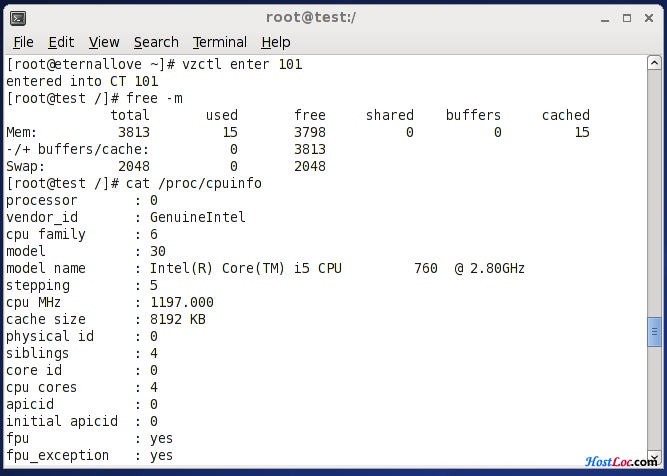 root@test:/
File Edit View Search Terminal Help
[root@eternallove ~]# vzctl enter 101
entered into CT 101
[root@test /]# free -m
             total       used       free     shared    buffers     cached
Mem:          3813         15       3798          0          0         15
-/+ buffers/cache:          0       3813
Swap:         2048          0       2048
[root@test /]# cat /proc/cpuinfo
processor       : 0
vendor_id       : GenuineIntel
cpu family      : 6
model           : 30
model name      : Intel(R) Core(TM) i5 CPU         760  @ 2.80GHz
stepping        : 5
cpu MHz         : 1197.000
cache size      : 8192 KB
physical id     : 0
siblings        : 4
core id         : 0
cpu cores       : 4
apicid          : 0
initial apicid  : 0
fpu             : yes
fpu_exception   : yes
HostLoc.com